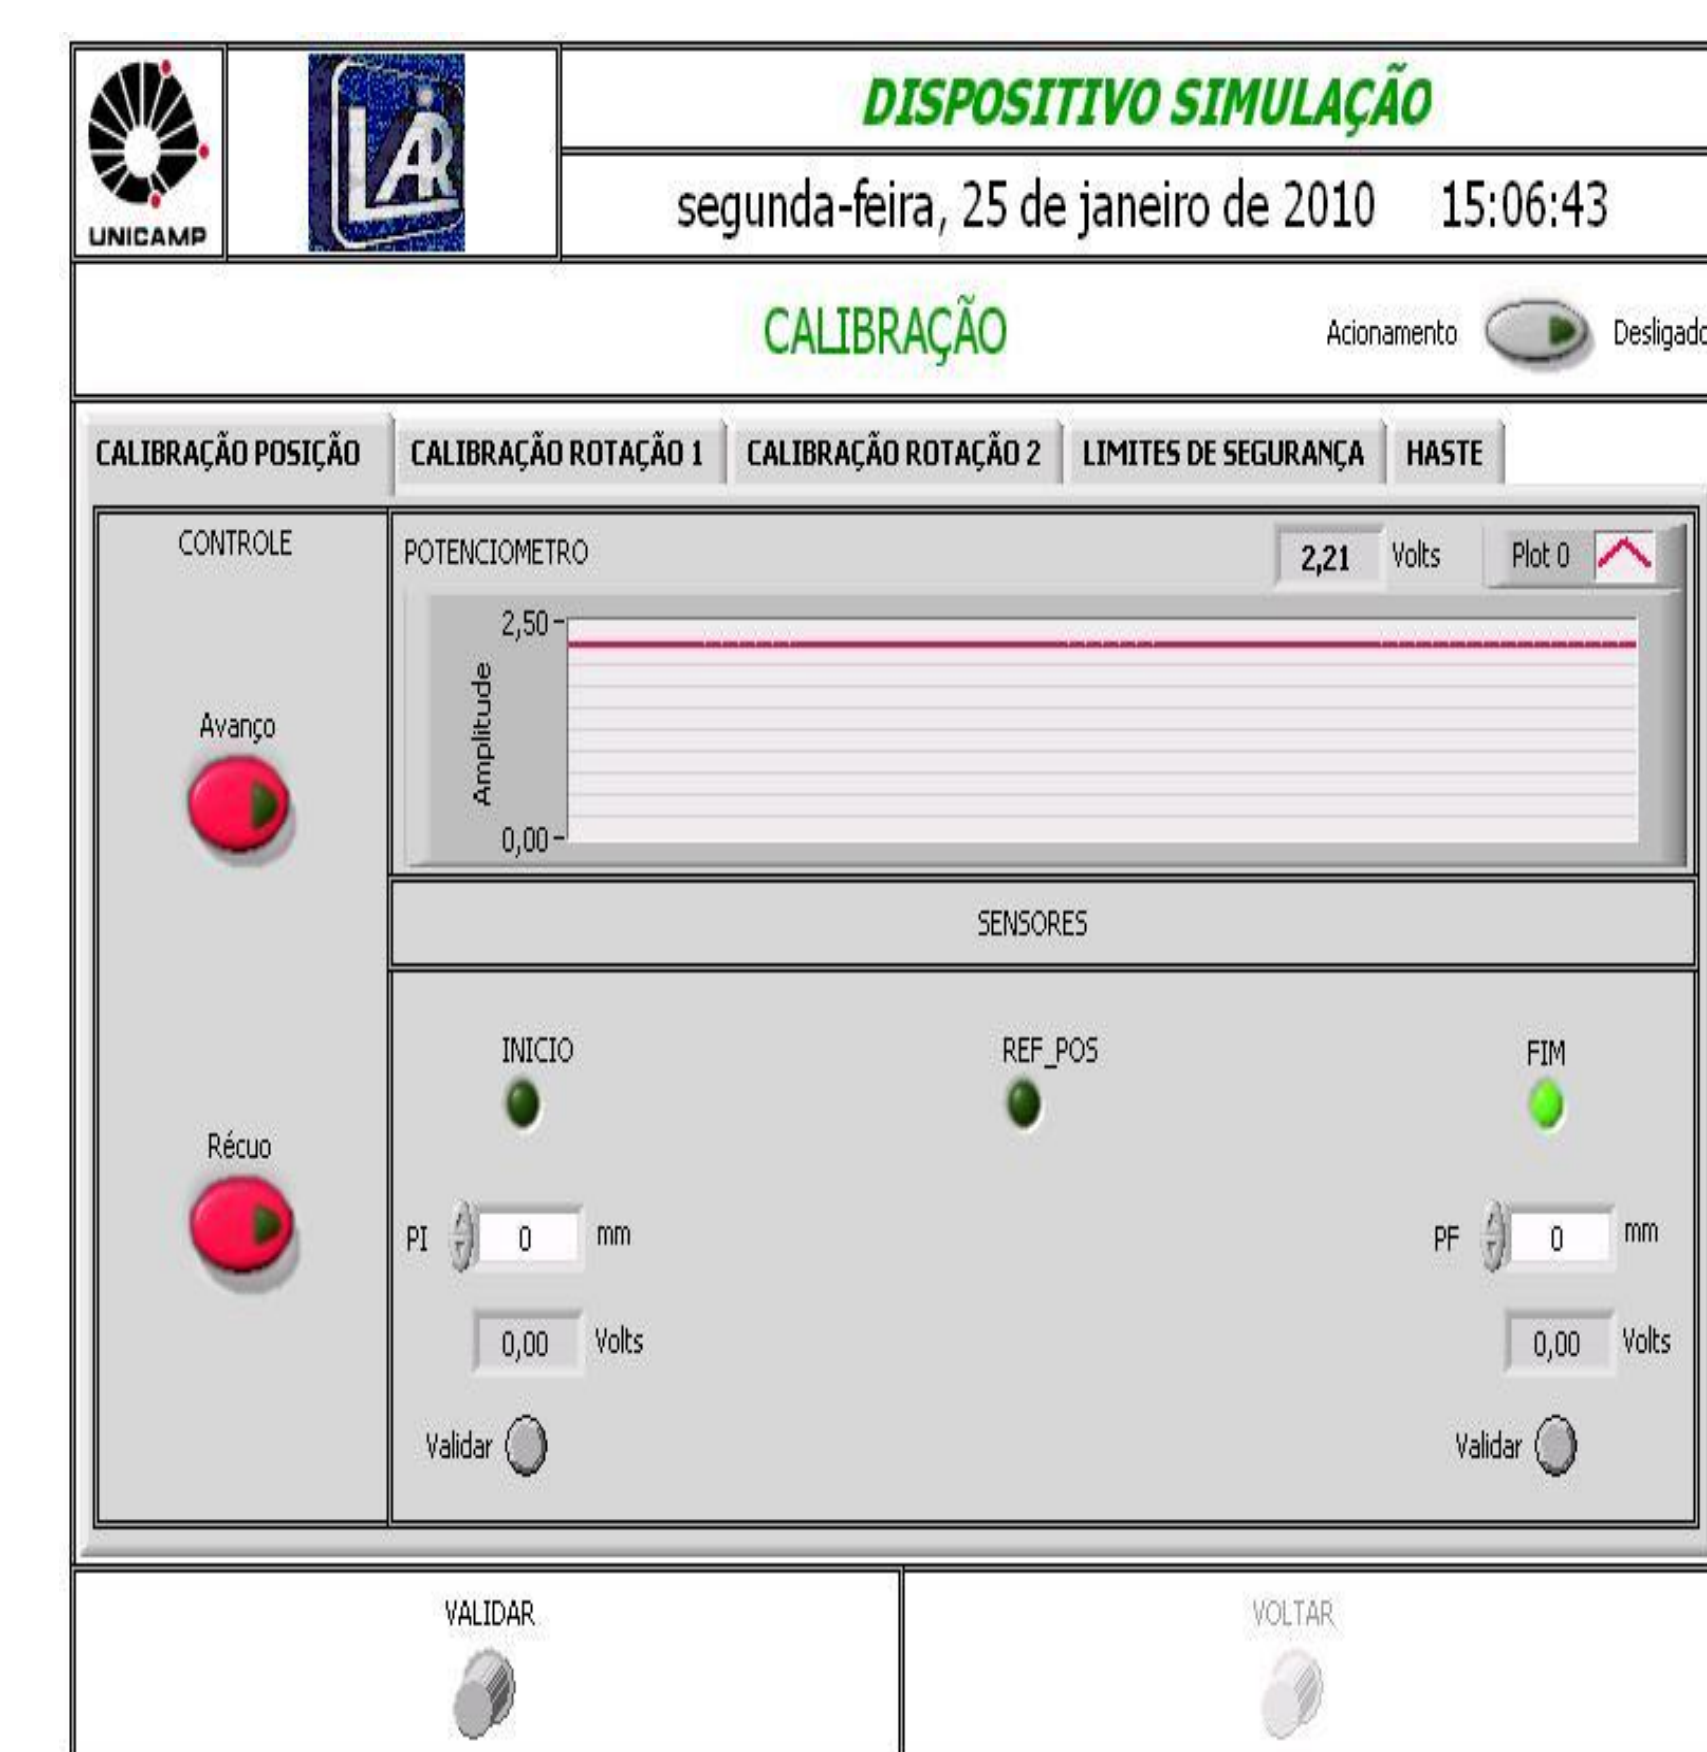 UNICAMP
LAR
DISPOSITIVO SIMULAÇÃO
segunda-feira, 25 de janeiro de 2010 15:06:43
CALIBRAÇÃO
Acionamento
Desligado
CALIBRAÇÃO POSIÇÃO
CALIBRAÇÃO ROTAÇÃO 1
CALIBRAÇÃO ROTAÇÃO 2
LIMITES DE SEGURANÇA
HASTE
CONTROLE
Avanço
Récuo
POTENCIOMETRO
2,21 Volts
Plot 0
Amplitude
2,50
0,00
SENSORES
INICIO
REF_POS
FIM
PI 0 mm
0,00 Volts
Validar
PF 0 mm
0,00 Volts
Validar
VALIDAR
VOLTAR